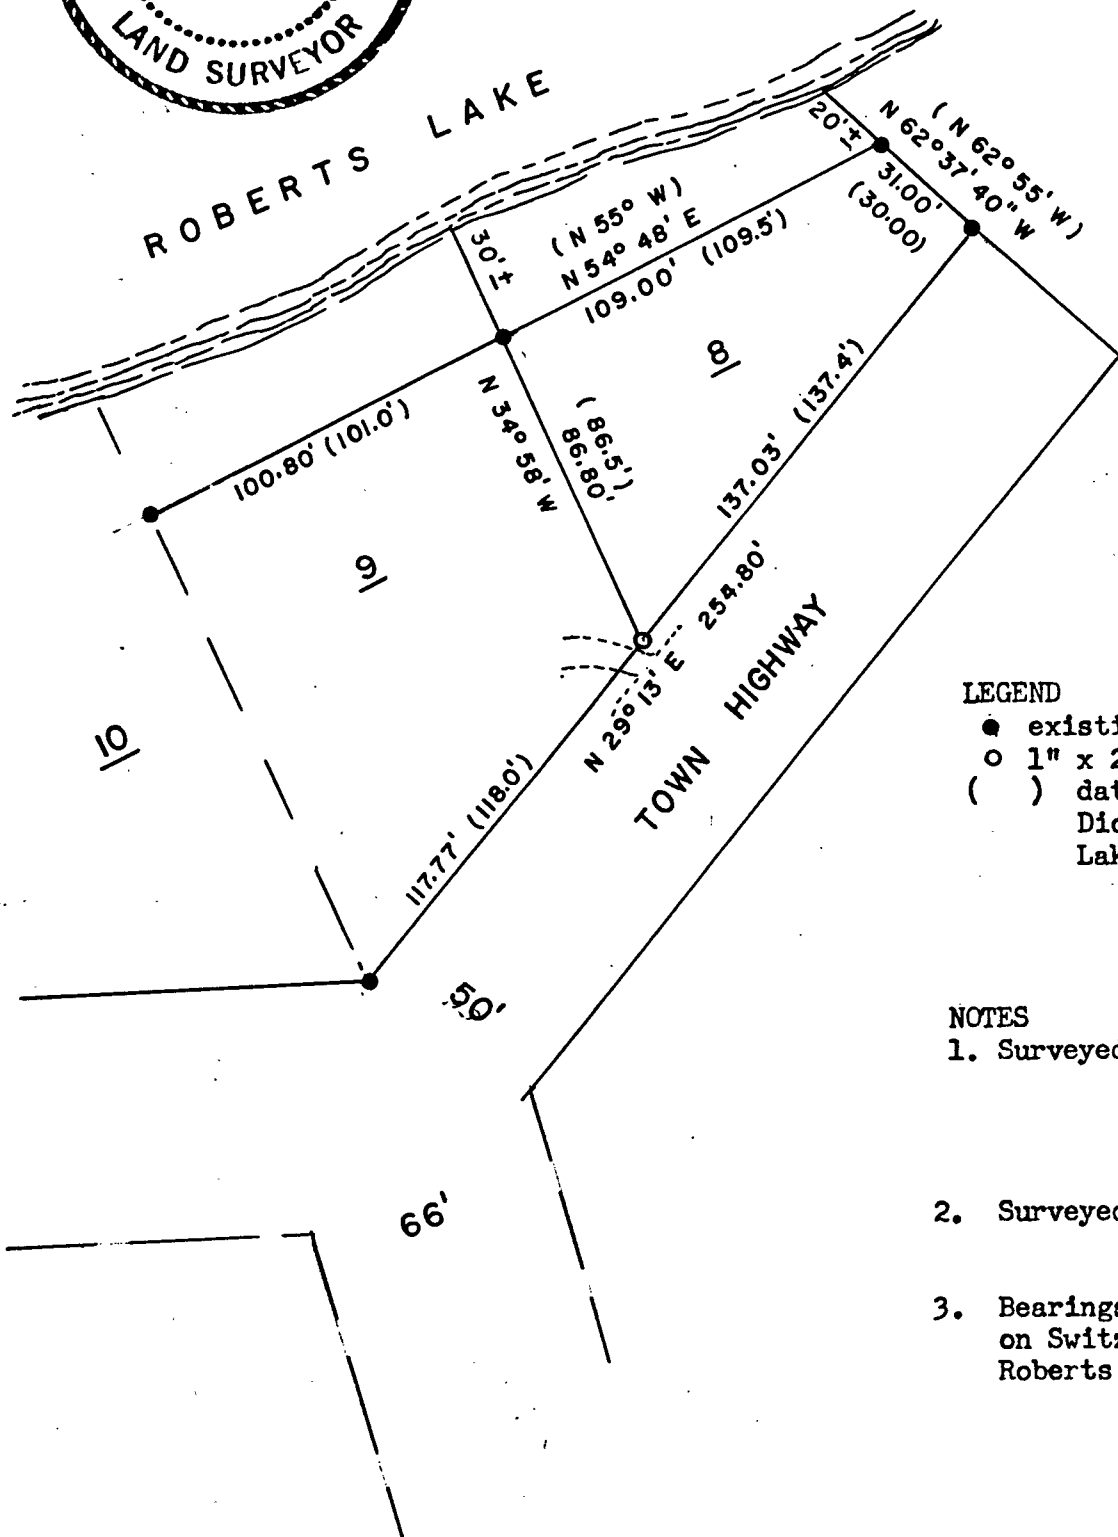 LAND SURVEYOR
ROBERTS LAKE
20'±
( N 62° 55' W )
N 62° 37' 40" W
31.00'
(30.00)
30'±
( N 55° W )
N 54° 48' E
109.00' (109.5')
8
100.80' (101.0')
N 34° 58' W
( 86.5')
86.80'
137.03' (137.4')
9
254.80'
N 29° 13' E
TOWN HIGHWAY
10
117.77' (118.0')
50'
66'
LEGEND
existi
1" x 2
( ) dat
Dic
Lak
NOTES
1. Surveyed
2. Surveyed
3. Bearings
on Switz
Roberts